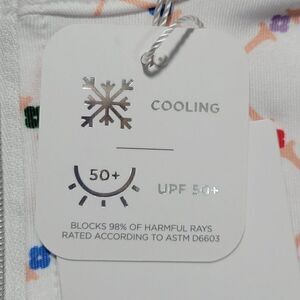 COOLING
50+
UPF 50+
BLOCKS 98% OF HARMFUL RAYS
RATED ACCORDING TO ASTM D6603